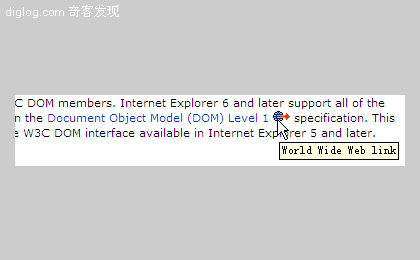 diglog.com 奇客发现
C DOM members. Internet Explorer 6 and later support all of the
n the Document Object Model (DOM) Level 1 specification. This
e W3C DOM interface available in Internet Explorer 5 and later.
World Wide Web link